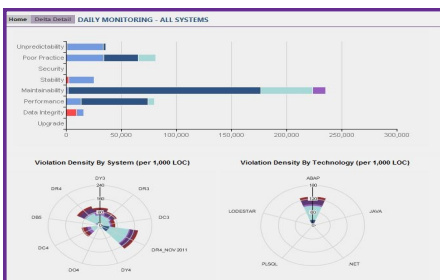 Home Delta Detail DAILY MONITORING - ALL SYSTEMS
Unpredictability
Poor Practice
Security
Stability
Maintainability
Performance
Data Integrity
Upgrade
0 50,000 100,000 150,000 200,000 250,000 300,000
Violation Density By System (per 1,000 LOC)
DY3
240
DR4
DR3
DB5
DC3
DC4
DR4_NOV 2011
DO4
DY4
Violation Density By Technology (per 1,000 LOC)
ABAP
180
120
LODESTAR
JAVA
PLSQL
.NET